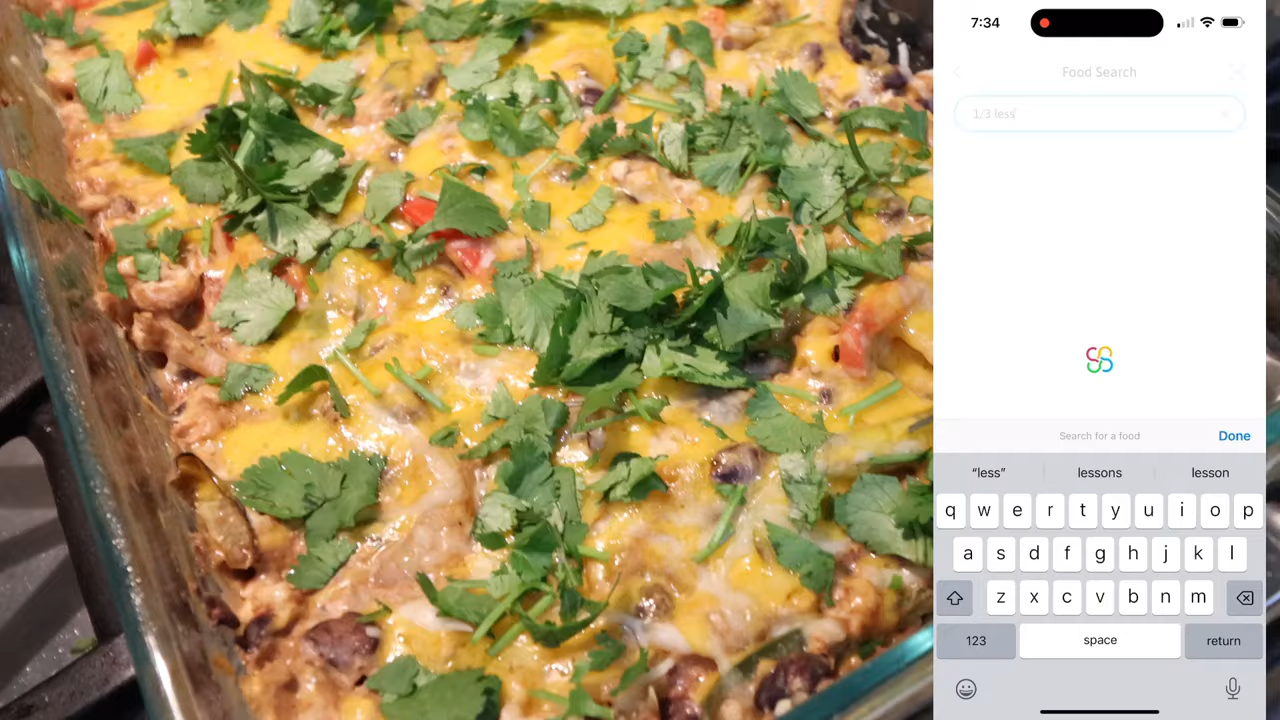 7:34
Food Search
1/3 less
Search for a food
Done
“less”
lessons
lesson
q w e r t y u i o p
a s d f g h j k l
z x c v b n m
123
space
return